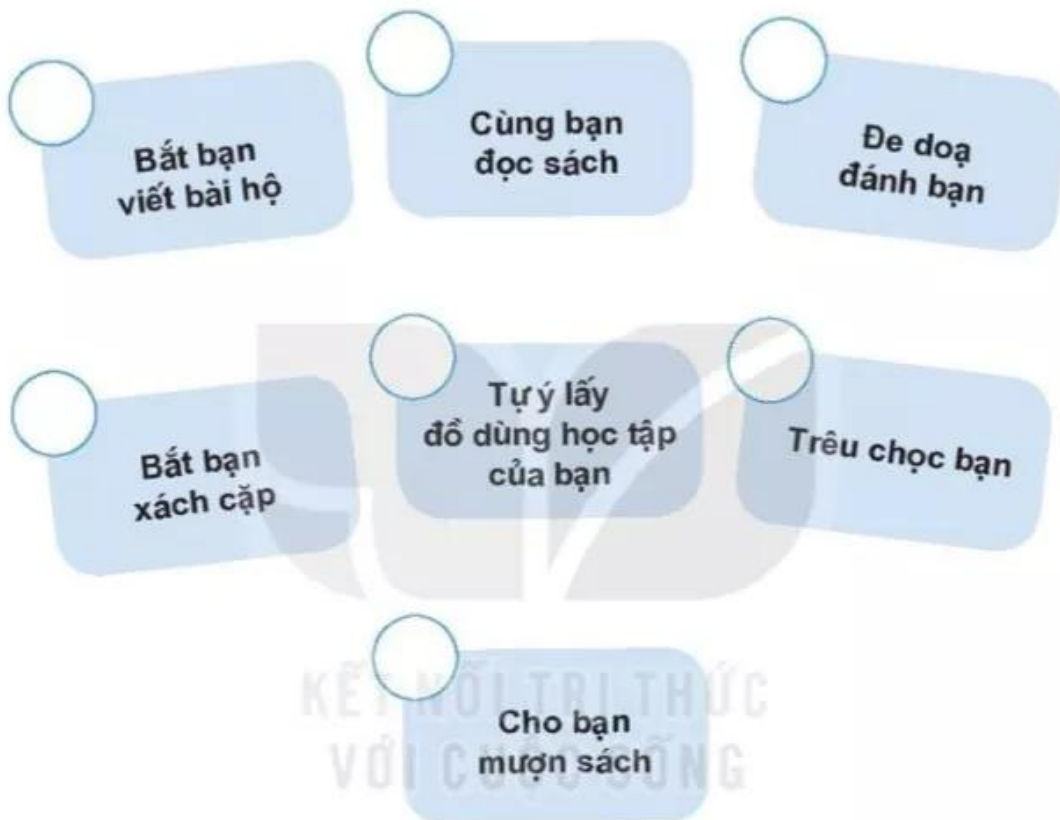 Bắt bạn
viết bài hộ
Cùng bạn
đọc sách
Đe doạ
đánh bạn
Bắt bạn
xách cặp
Tự ý lấy
đồ dùng học tập
của bạn
Trêu chọc bạn
KẾT NỐI TRI THỨC
VỚI CUỘC SỐNG
Cho bạn
mượn sách